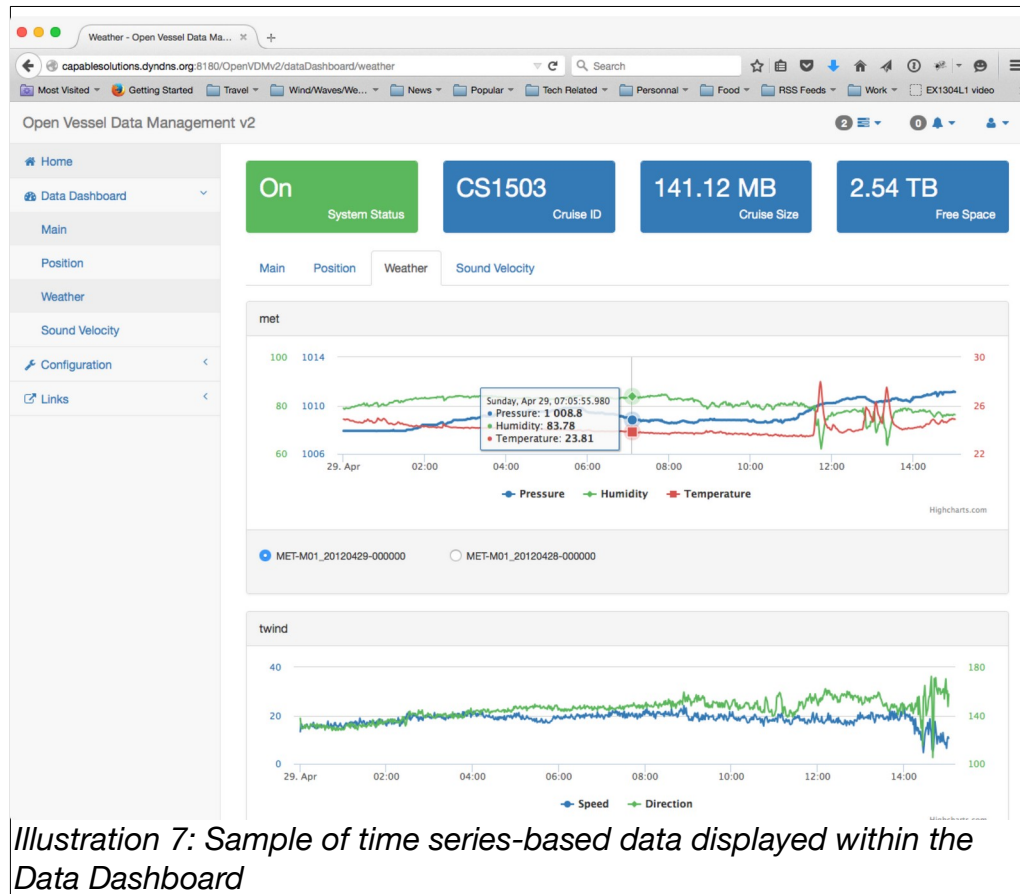 Weather - Open Vessel Data Ma... × +
capablesolutions.dyndns.org:8180/OpenVDMv2/dataDashboard/weather
Search
Most Visited Getting Started Travel Wind/Waves/We... News Popular Tech Related Personnal Food RSS Feeds Work EX1304L1 video
Open Vessel Data Management v2
2 0
Home
Data Dashboard
Main
Position
Weather
Sound Velocity
Configuration
Links
On
System Status
CS1503
Cruise ID
141.12 MB
Cruise Size
2.54 TB
Free Space
Main Position Weather Sound Velocity
met
100 1014 30
80 1010 26
60 1006 22
Sunday, Apr 29, 07:05:55.980
Pressure: 1 008.8
Humidity: 83.78
Temperature: 23.81
29. Apr 02:00 04:00 06:00 08:00 10:00 12:00 14:00
Pressure Humidity Temperature
Highcharts.com
MET-M01_20120429-000000 MET-M01_20120428-000000
twind
40 180
20 140
0 100
29. Apr 02:00 04:00 06:00 08:00 10:00 12:00 14:00
Speed Direction
Highcharts.com
Illustration 7: Sample of time series-based data displayed within the
Data Dashboard